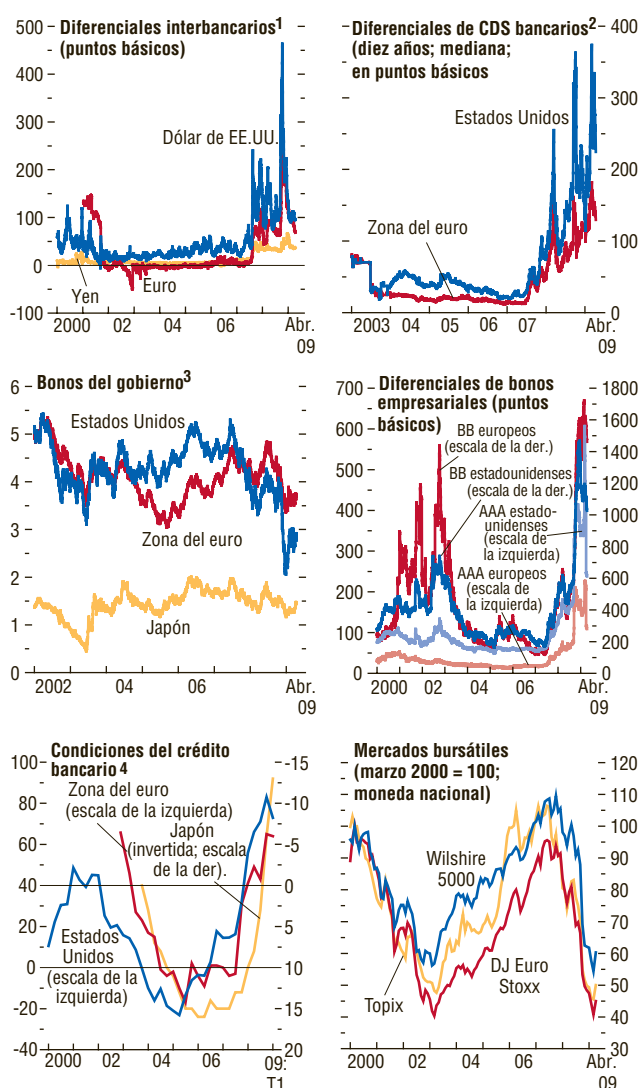 Diferenciales interbancarios1
(puntos básicos)
500
400
300
200
100
0
-100
Dólar de EE.UU.
Yen
Euro
2000 02 04 06 Abr.
09
Diferenciales de CDS bancarios2
(diez años; mediana;
en puntos básicos
400
300
200
100
0
Estados Unidos
Zona del euro
2003 04 05 06 07 Abr.
09
Bonos del gobierno3
6
5
4
3
2
1
0
Estados Unidos
Zona del euro
Japón
2002 04 06 Abr.
09
Diferenciales de bonos
empresariales (puntos
básicos)
700
600
500
400
300
200
100
0
1800
1600
1400
1200
1000
800
600
400
200
0
BB europeos
(escala de la der.)
BB estadounidenses
(escala de la der.)
AAA estado-
unidenses
(escala de
la izquierda)
AAA europeos
(escala de
la izquierda)
2000 02 04 06 Abr.
09
Condiciones del crédito
bancario4
100
80
60
40
20
0
-20
-40
-15
-10
-5
0
5
10
15
20
Zona del euro
(escala de la izquierda)
Japón
(invertida; escala
de la der).
Estados
Unidos
(escala de la
izquierda)
2000 02 04 06 09:
T1
Mercados bursátiles
(marzo 2000 = 100;
moneda nacional)
120
110
100
90
80
70
60
50
40
30
Wilshire
5000
DJ Euro
Stoxx
Topix
2000 02 04 06 08 Abr.
09